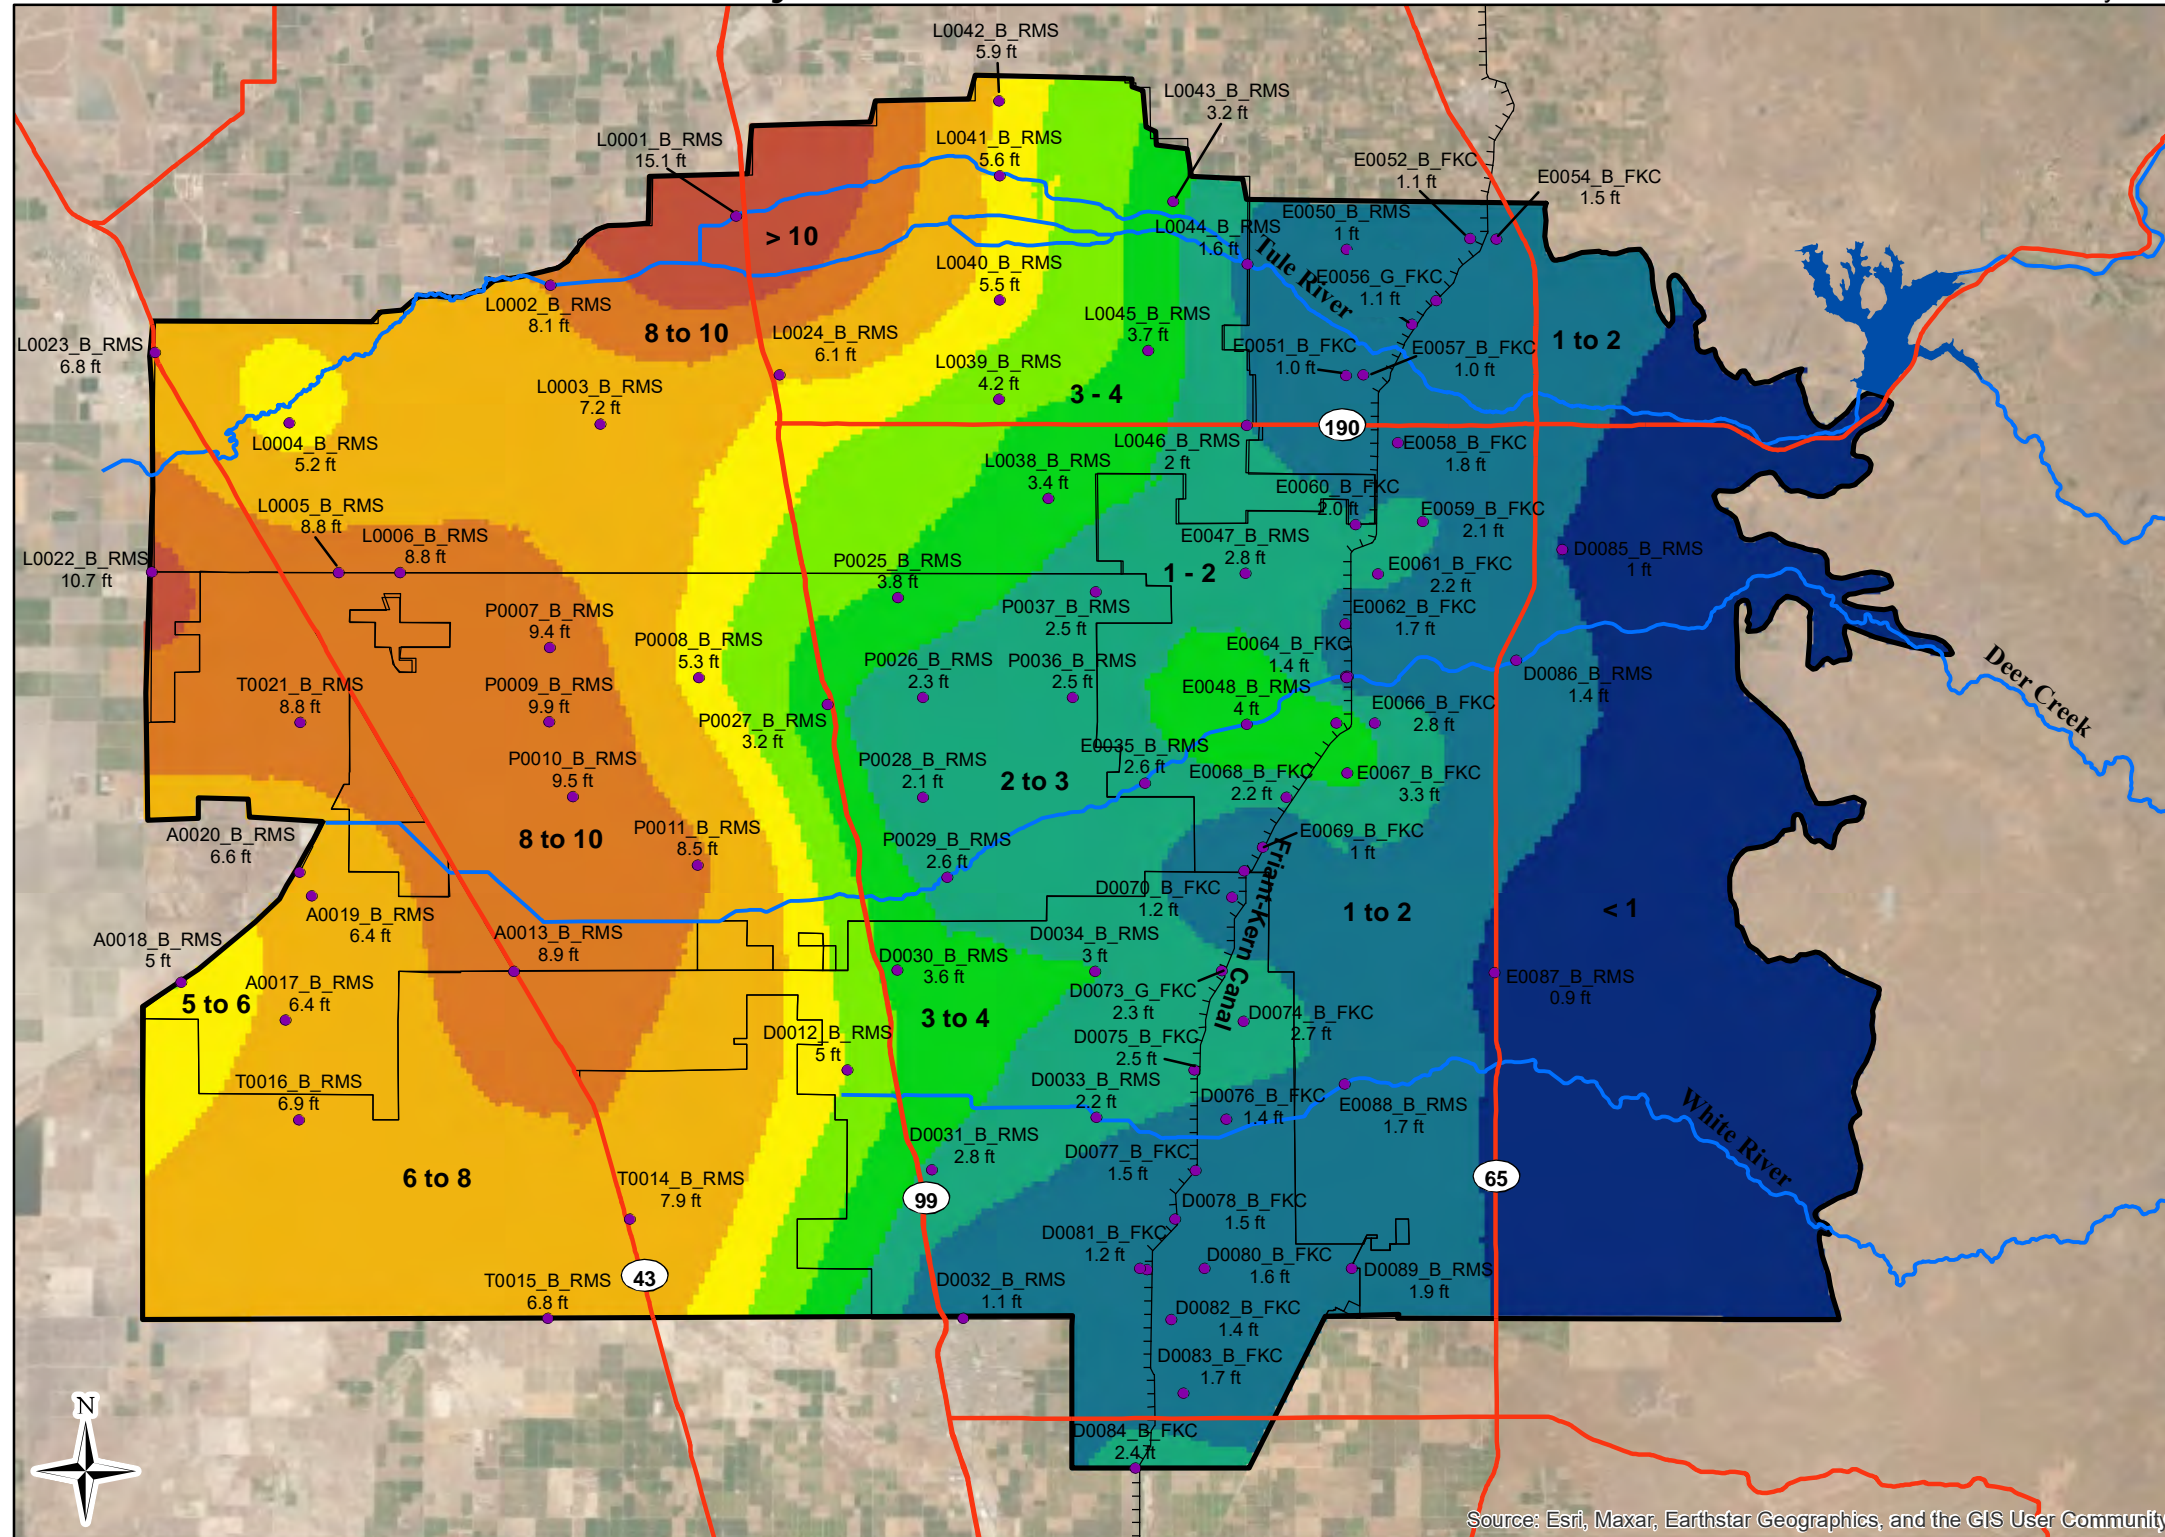 L0042_B_RMS
5.9 ft
L0043_B_RMS
3.2 ft
L0001_B_RMS
15.1 ft
L0041_B_RMS
5.6 ft
E0052_B_FKC
1.1 ft
E0054_B_FKC
1.5 ft
E0050_B_RMS
1 ft
L0044_B_RMS
1.6 ft
> 10
Tule River
L0040_B_RMS
5.5 ft
E0056_G_FKC
1.1 ft
L0002_B_RMS
8.1 ft
8 to 10
L0024_B_RMS
6.1 ft
L0045_B_RMS
3.7 ft
L0023_B_RMS
6.8 ft
E0051_B_FKC
1.0 ft
E0057_B_FKC
1.0 ft
1 to 2
L0039_B_RMS
4.2 ft
3 - 4
L0003_B_RMS
7.2 ft
190
L0004_B_RMS
5.2 ft
L0046_B_RMS
2 ft
E0058_B_FKC
1.8 ft
L0038_B_RMS
3.4 ft
E0060_B_FKC
2.0 ft
E0059_B_FKC
2.1 ft
L0005_B_RMS
8.8 ft
L0006_B_RMS
8.8 ft
E0047_B_RMS
2.8 ft
L0022_B_RMS
10.7 ft
P0025_B_RMS
3.8 ft
1 - 2
D0085_B_RMS
1 ft
E0061_B_FKC
2.2 ft
P0007_B_RMS
9.4 ft
P0037_B_RMS
2.5 ft
E0062_B_FKC
1.7 ft
P0008_B_RMS
5.3 ft
E0064_B_FKC
1.4 ft
P0026_B_RMS
2.3 ft
P0036_B_RMS
2.5 ft
D0086_B_RMS
1.4 ft
Deer Creek
T0021_B_RMS
8.8 ft
P0009_B_RMS
9.9 ft
E0048_B_RMS
4 ft
E0066_B_FKC
2.8 ft
P0027_B_RMS
3.2 ft
P0010_B_RMS
9.5 ft
P0028_B_RMS
2.1 ft
E0035_B_RMS
2.6 ft
2 to 3
E0068_B_FKC
2.2 ft
E0067_B_FKC
3.3 ft
A0020_B_RMS
6.6 ft
8 to 10
P0011_B_RMS
8.5 ft
P0029_B_RMS
2.6 ft
E0069_B_FKC
1 ft
Friant-Kern Canal
D0070_B_FKC
1.2 ft
1 to 2
< 1
A0019_B_RMS
6.4 ft
A0018_B_RMS
5 ft
A0013_B_RMS
8.9 ft
D0034_B_RMS
3 ft
D0030_B_RMS
3.6 ft
A0017_B_RMS
6.4 ft
5 to 6
D0073_G_FKC
2.3 ft
E0087_B_RMS
0.9 ft
3 to 4
D0074_B_FKC
2.7 ft
D0012_B_RMS
5 ft
D0075_B_FKC
2.5 ft
T0016_B_RMS
6.9 ft
D0033_B_RMS
2.2 ft
D0076_B_FKC
1.4 ft
E0088_B_RMS
1.7 ft
White River
D0031_B_RMS
2.8 ft
D0077_B_FKC
1.5 ft
6 to 8
T0014_B_RMS
7.9 ft
99
65
D0078_B_FKC
1.5 ft
D0081_B_FKC
1.2 ft
D0080_B_FKC
1.6 ft
D0089_B_RMS
1.9 ft
43
T0015_B_RMS
6.8 ft
D0032_B_RMS
1.1 ft
D0082_B_FKC
1.4 ft
D0083_B_FKC
1.7 ft
N
D0084_B_FKC
2.4 ft
Source: Esri, Maxar, Earthstar Geographics, and the GIS User Community